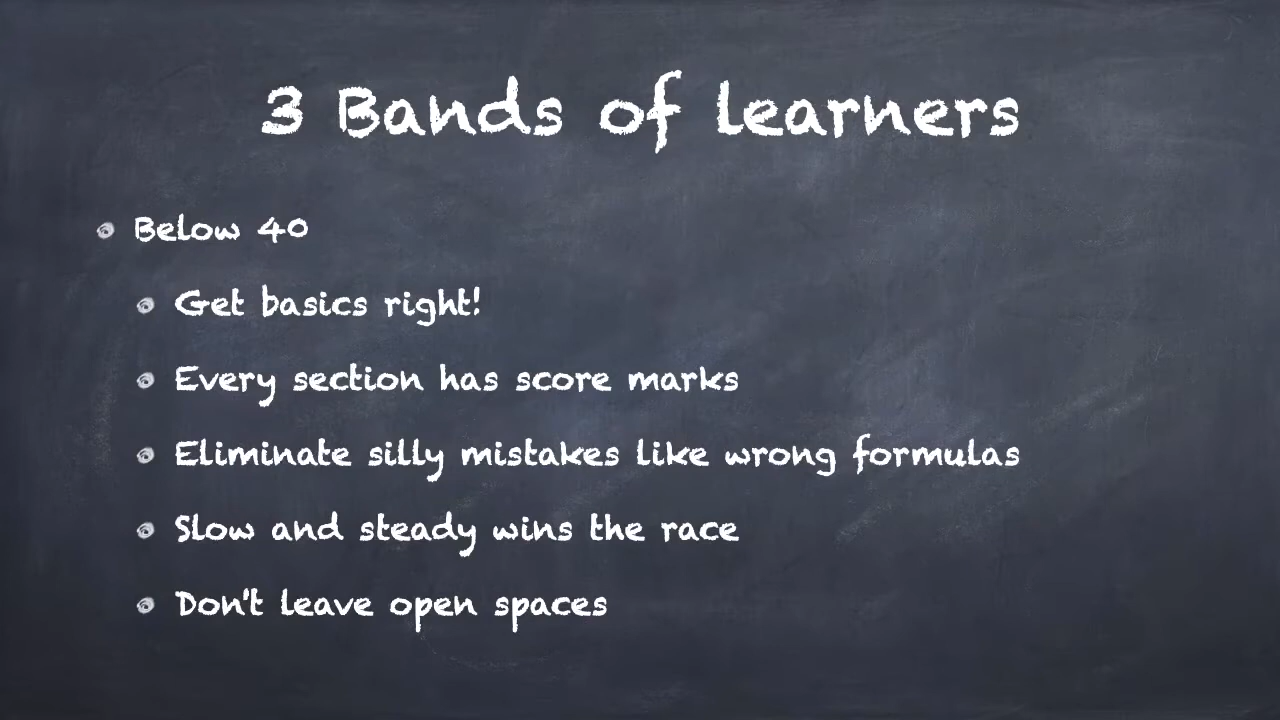 3 Bands of learners
Below 40
Get basics right!
Every section has score marks
Eliminate silly mistakes like wrong formulas
Slow and steady wins the race
Don't leave open spaces